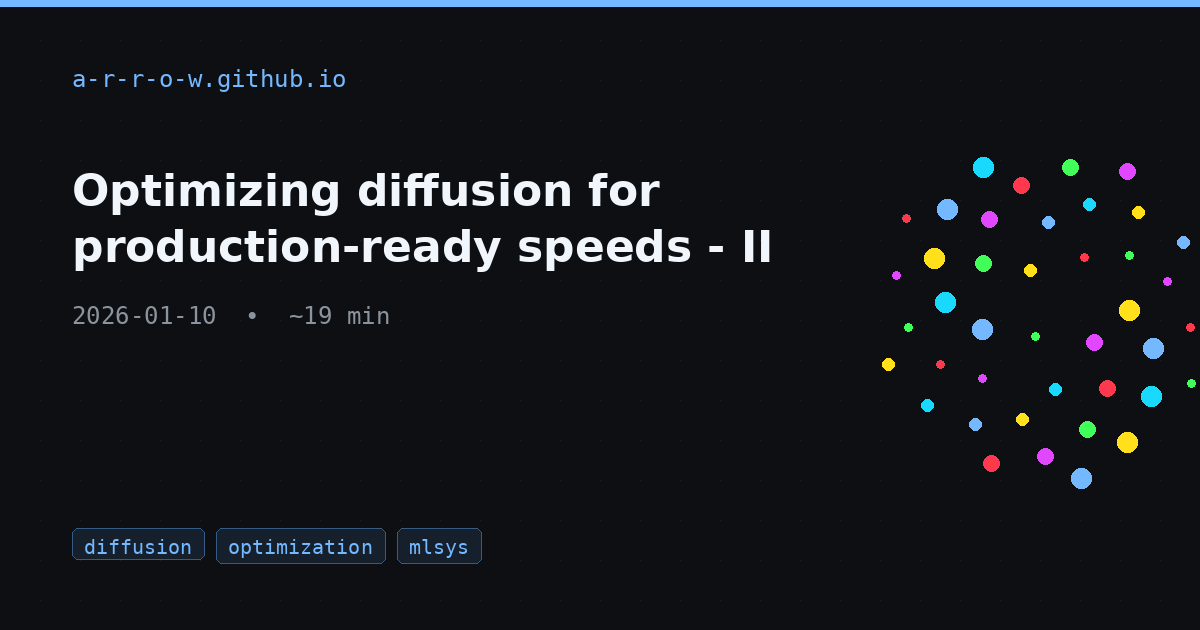 a-r-r-o-w.github.io
Optimizing diffusion for
production-ready speeds - II
2026-01-10 • ~19 min
diffusion optimization mlsys